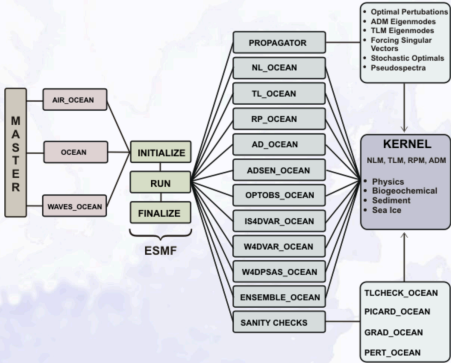 MASTER
AIR_OCEAN
OCEAN
WAVES_OCEAN
INITIALIZE
RUN
FINALIZE
ESMF
PROPAGATOR
NL_OCEAN
TL_OCEAN
RP_OCEAN
AD_OCEAN
ADSEN_OCEAN
OPTOBS_OCEAN
IS4DVAR_OCEAN
W4DVAR_OCEAN
W4DPSAS_OCEAN
ENSEMBLE_OCEAN
SANITY CHECKS
• Optimal Pertubations
• ADM Eigenmodes
• TLM Eigenmodes
• Forcing Singular
Vectors
• Stochastic Optimals
• Pseudospectra
KERNEL
NLM, TLM, RPM, ADM
• Physics
• Biogeochemical
• Sediment
• Sea Ice
TLCHECK_OCEAN
PICARD_OCEAN
GRAD_OCEAN
PERT_OCEAN